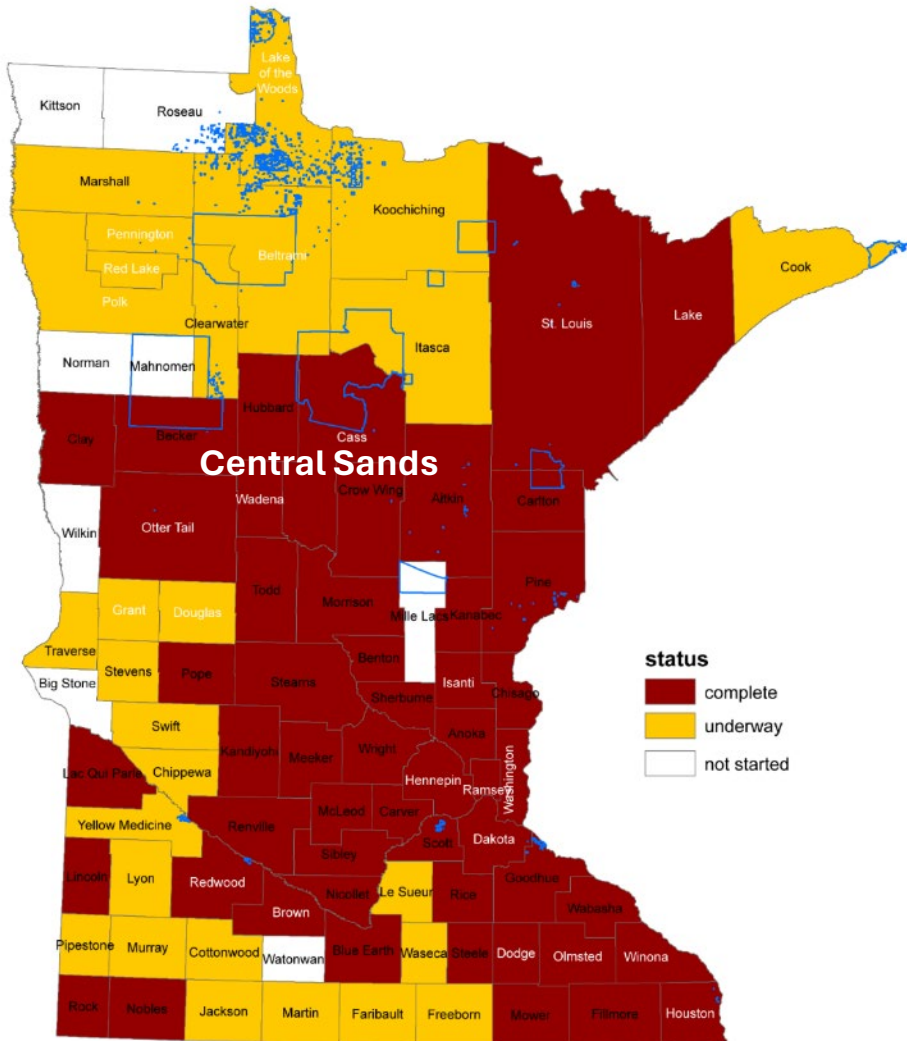 Lake
of the
Woods
Kittson
Roseau
Marshall
Koochiching
Pennington
Beltrami
Red Lake
Cook
Polk
Clearwater
St. Louis
Lake
Itasca
Norman
Mahnomen
Hubbard
Clay
Becker
Cass
Central Sands
Crow Wing
Wadena
Aitkin
Carlton
Otter Tail
Wilkin
Pine
Todd
Morrison
Grant
Douglas
Mille Lacs
Kanabec
Traverse
Benton
Stevens
Pope
Isanti
Big Stone
Stearns
Chisago
Sherburne
Swift
Anoka
Kandiyohi
Wright
Meeker
Washington
Lac Qui Parle
Chippewa
Hennepin
Ramsey
McLeod
Carver
Yellow Medicine
Renville
Scott
Dakota
Sibley
Lincoln
Lyon
Redwood
Nicollet
Le Sueur
Rice
Goodhue
Wabasha
Brown
Pipestone
Murray
Cottonwood
Watonwan
Blue Earth
Waseca
Steele
Dodge
Olmsted
Winona
Rock
Nobles
Jackson
Martin
Faribault
Freeborn
Mower
Fillmore
Houston
status
complete
underway
not started